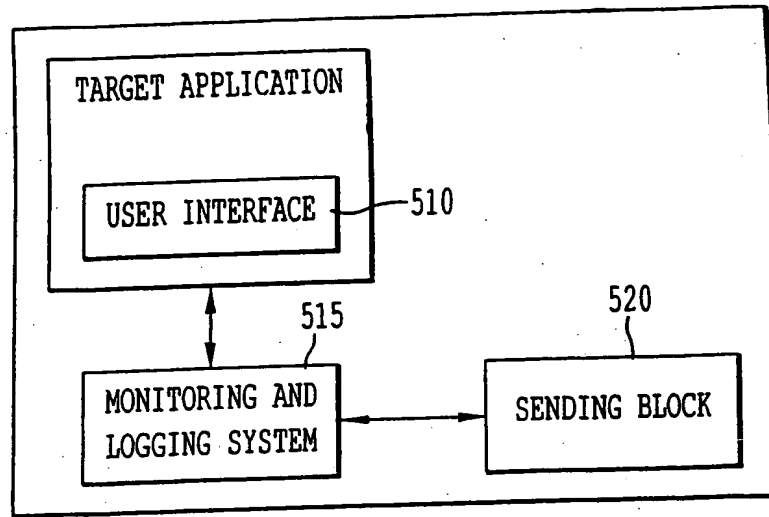 TARGET APPLICATION
USER INTERFACE
510
515
520
MONITORING AND
LOGGING SYSTEM
SENDING BLOCK